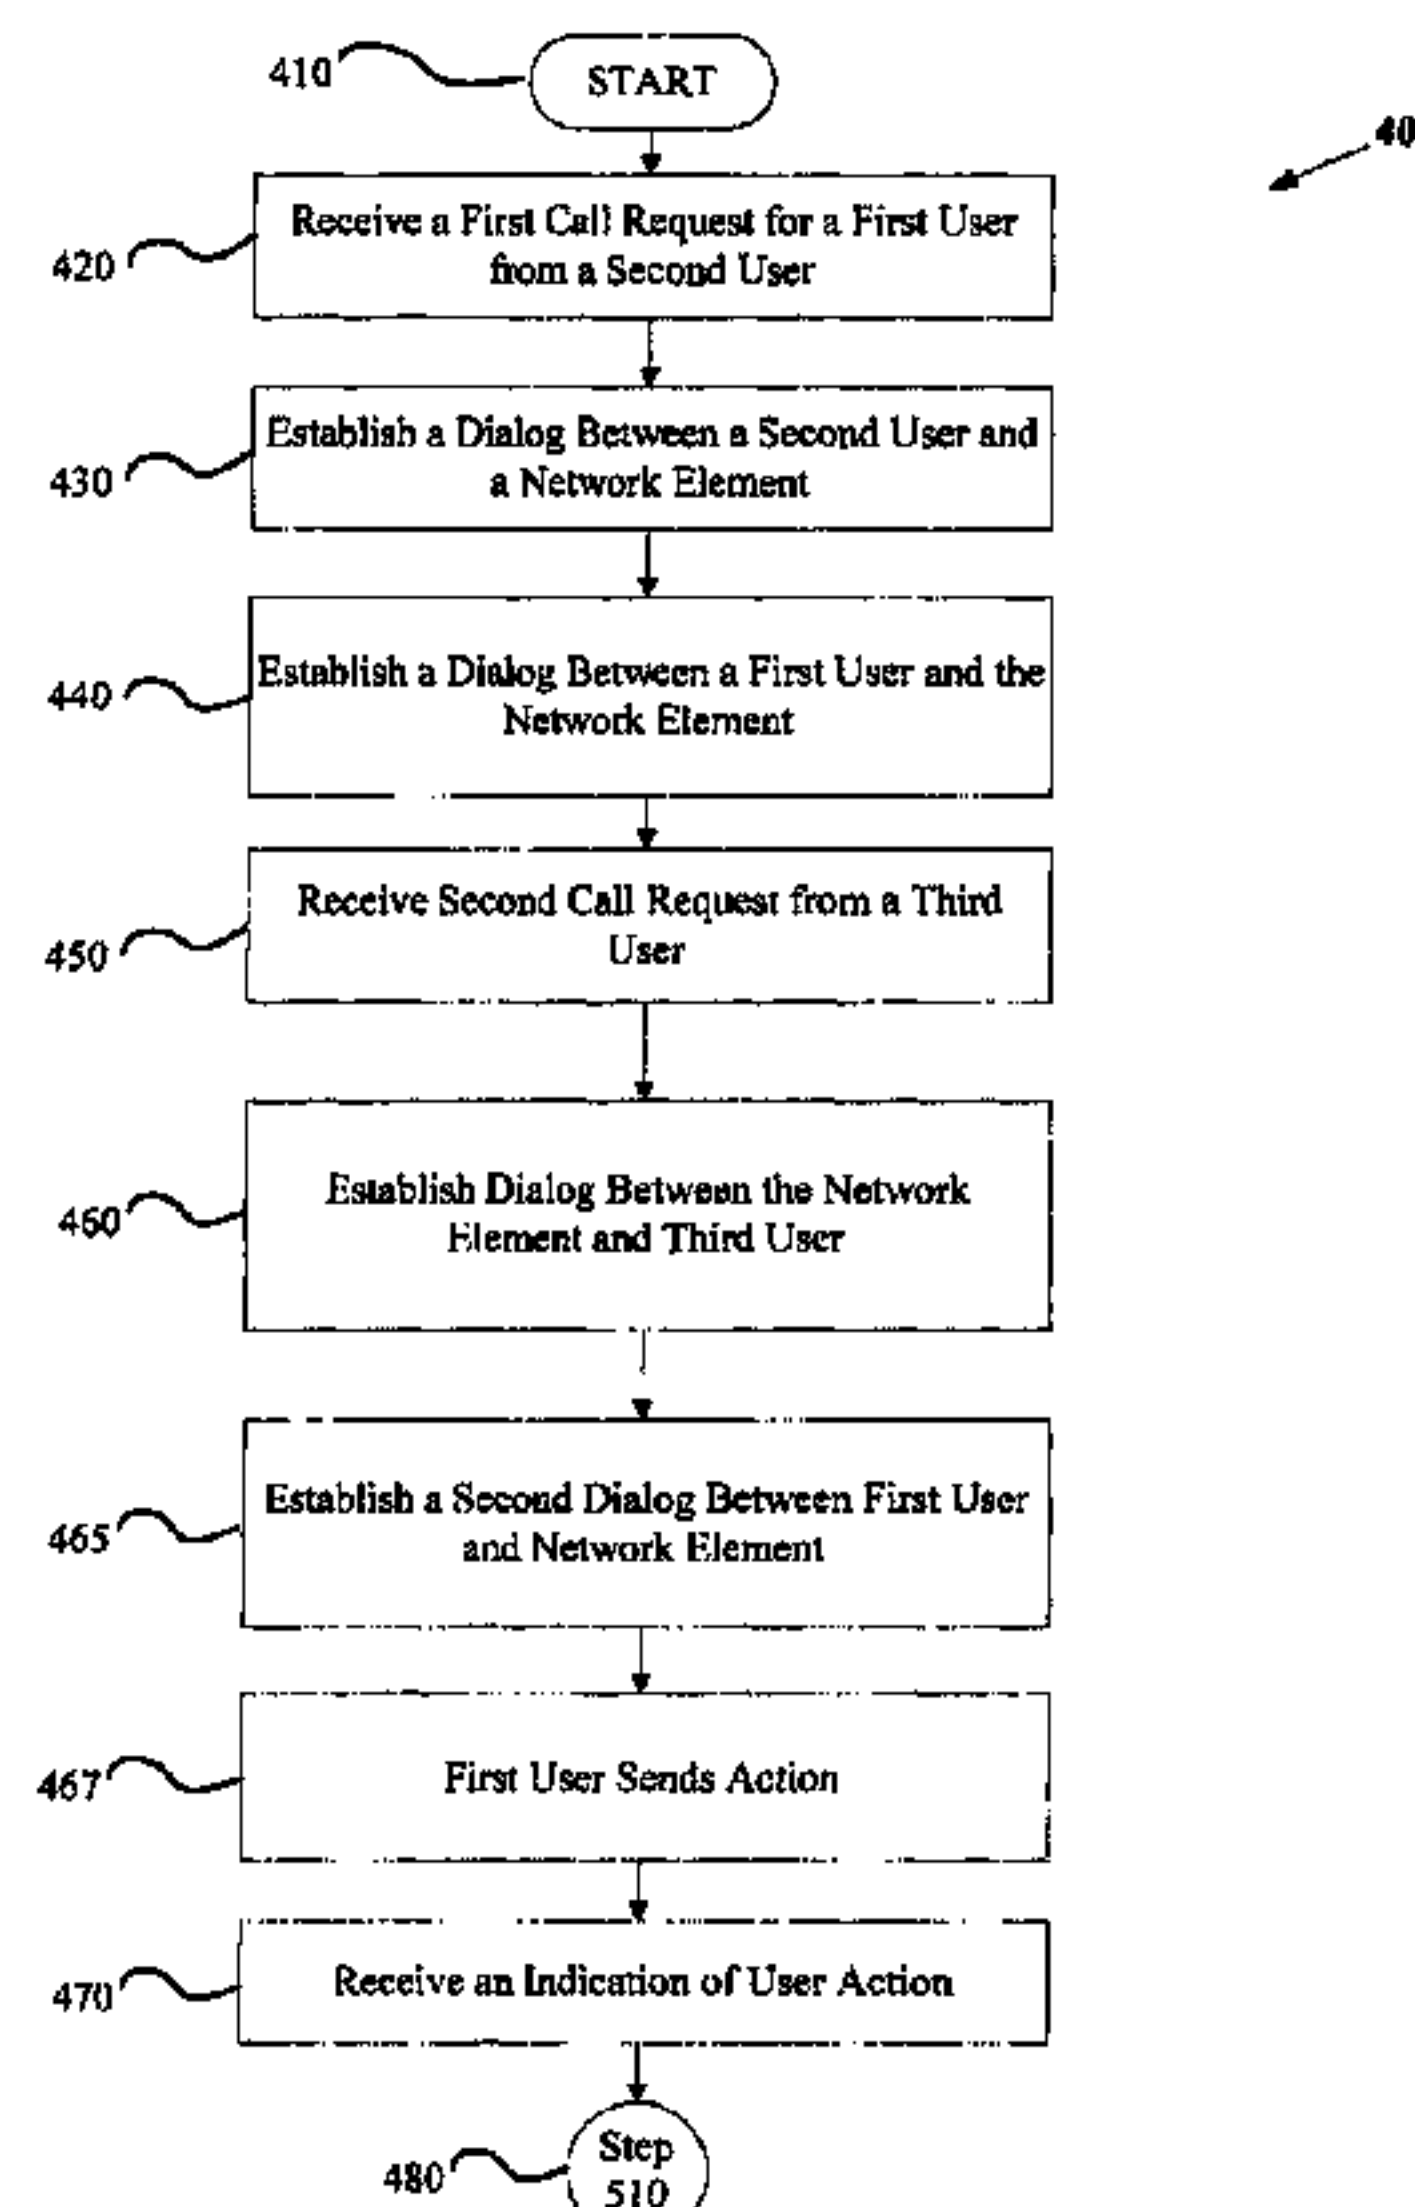 410
START
40
420
Receive a First Call Request for a First User
from a Second User
430
Establish a Dialog Between a Second User and
a Network Element
440
Establish a Dialog Between a First User and the
Network Element
450
Receive Second Call Request from a Third
User
460
Establish Dialog Between the Network
Element and Third User
465
Establish a Second Dialog Between First User
and Network Element
467
First User Sends Action
470
Receive an Indication of User Action
480
Step
510